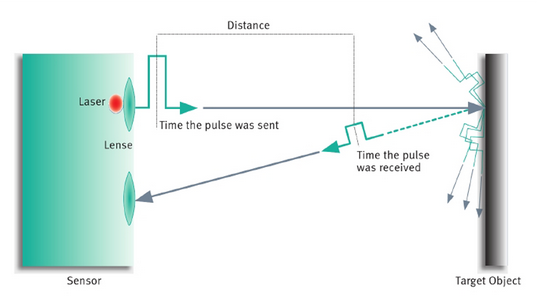 Distance
Laser
Lense
Time the pulse was sent
Time the pulse
was received
Sensor
Target Object